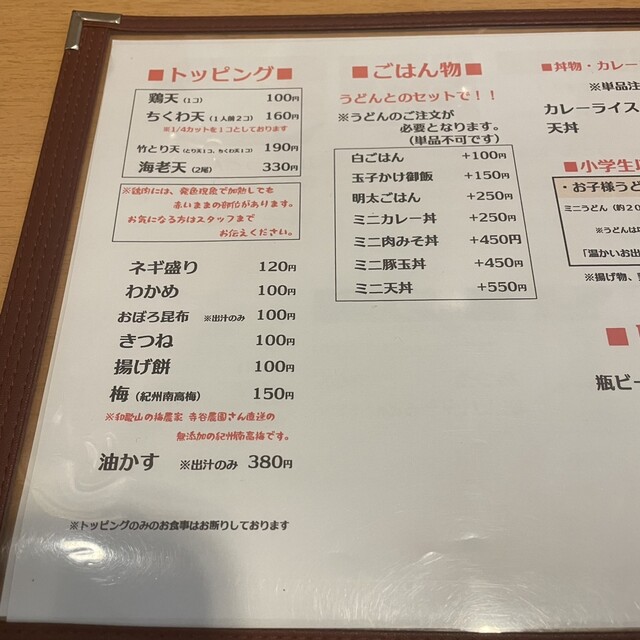 ■トッピング■
鶏天（1コ） 100円
ちくわ天（1人前2コ） 160円
※1/4カットを1コとしております
竹とり天（とり天1コ、ちくわ天1コ） 190円
海老天（2尾） 330円
※鶏肉には、発色現象で加熱しても
赤いままの部位があります。
お気になる方はスタッフまで
お伝えください。
ネギ盛り 120円
わかめ 100円
おぼろ昆布 ※出汁のみ 100円
きつね 100円
揚げ餅 100円
梅（紀州南高梅） 150円
※和歌山の梅農家 寺谷農園さん直送の
無添加の紀州南高梅です。
油かす ※出汁のみ 380円
※トッピングのみのお食事はお断りしております
■ごはん物■
うどんとのセットで！！
※うどんのご注文が
必要となります。
（単品不可です）
白ごはん +100円
玉子かけ御飯 +150円
明太ごはん +250円
ミニカレー丼 +250円
ミニ肉みそ丼 +450円
ミニ豚玉丼 +450円
ミニ天丼 +550円
■丼物・カレー
※単品注
カレーライス
天丼
■小学生
・お子様うど
ミニうどん（約20
※うどんは
「温かいお出
※揚げ物、
■
瓶ビー